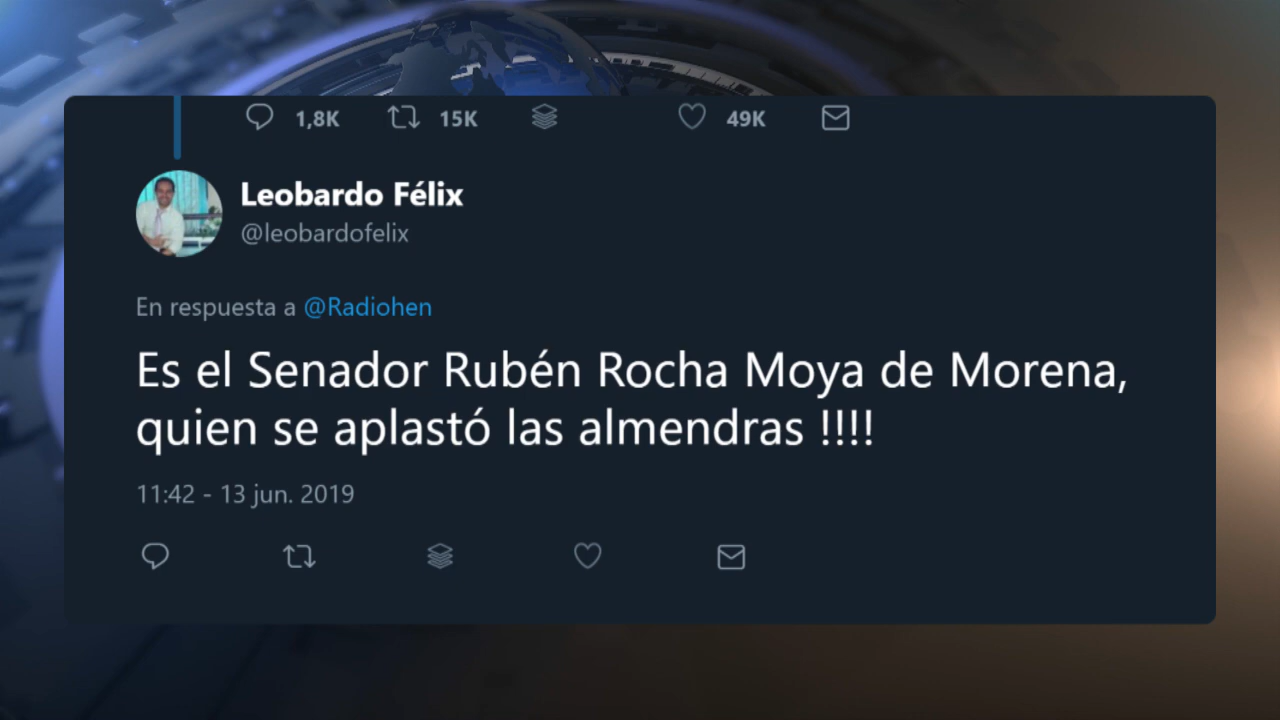 1,8K 15K 49K
Leobardo Félix
@leobardofelix
En respuesta a @Radiohen
Es el Senador Rubén Rocha Moya de Morena,
quien se aplastó las almendras !!!!
11:42 - 13 jun. 2019